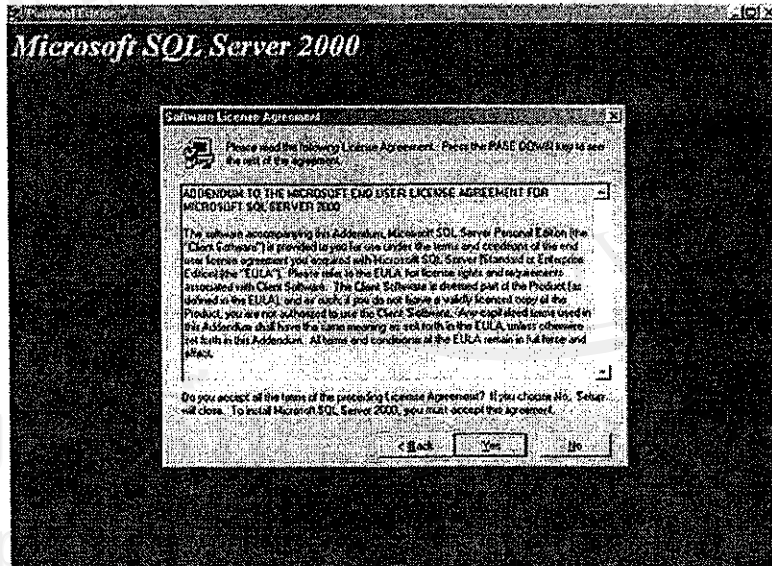 Personal Edition
Microsoft SQL Server 2000
Software License Agreement
Please read the following License Agreement. Press the PAGE DOWN key to see
the rest of the agreement.
ADDENDUM TO THE MICROSOFT END USER LICENSE AGREEMENT FOR
MICROSOFT SQL SERVER 2000
The software accompanying this Addendum, Microsoft SQL Server Personal Edition (the
"Client Software") is provided to you for use under the terms and conditions of the end
user license agreement you acquired with Microsoft SQL Server (Standard or Enterprise
Edition) (the "EULA"). Please refer to the EULA for license rights and requirements
associated with Client Software. The Client Software is deemed part of the Product (as
defined in the EULA), and as such, if you do not have a validly licensed copy of the
Product, you are not authorized to use the Client Software. Any capitalized terms used in
this Addendum shall have the same meaning as set forth in the EULA, unless otherwise
set forth in this Addendum. All terms and conditions of the EULA remain in full force and
effect.
Do you accept all the terms of the preceding License Agreement? If you choose No, Setup
will close. To install Microsoft SQL Server 2000, you must accept this agreement.
< Back Yes No